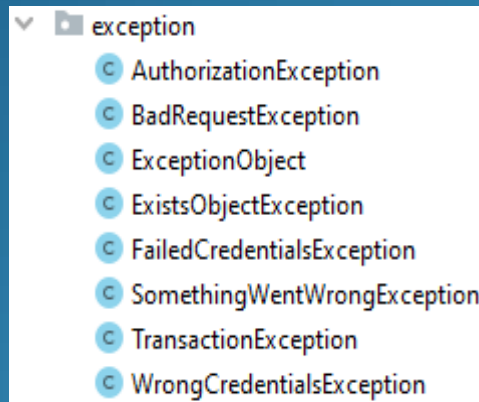 exception
C AuthorizationException
C BadRequestException
C ExceptionObject
C ExistsObjectException
C FailedCredentialsException
C SomethingWentWrongException
C TransactionException
C WrongCredentialsException